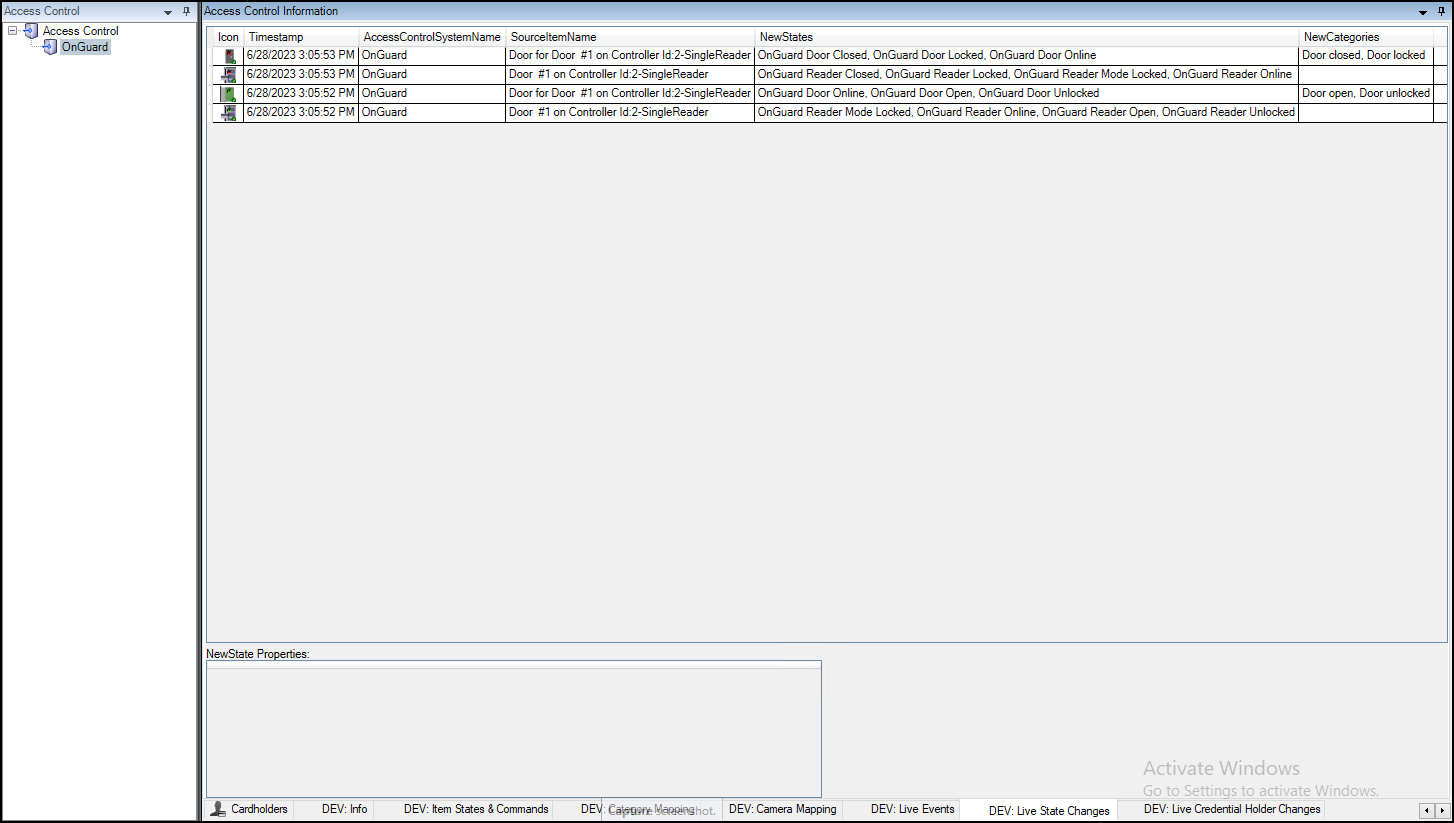 Access Control
Access Control
OnGuard
Access Control Information
Icon Timestamp AccessControlSystemName SourceItemName NewStates NewCategories
6/28/2023 3:05:53 PM OnGuard Door for Door #1 on Controller Id:2-SingleReader OnGuard Door Closed, OnGuard Door Locked, OnGuard Door Online Door closed, Door locked
6/28/2023 3:05:53 PM OnGuard Door #1 on Controller Id:2-SingleReader OnGuard Reader Closed, OnGuard Reader Locked, OnGuard Reader Mode Locked, OnGuard Reader Online
6/28/2023 3:05:52 PM OnGuard Door for Door #1 on Controller Id:2-SingleReader OnGuard Door Online, OnGuard Door Open, OnGuard Door Unlocked Door open, Door unlocked
6/28/2023 3:05:52 PM OnGuard Door #1 on Controller Id:2-SingleReader OnGuard Reader Mode Locked, OnGuard Reader Online, OnGuard Reader Open, OnGuard Reader Unlocked
NewState Properties:
Activate Windows
Go to Settings to activate Windows.
Cardholders DEV: Info DEV: Item States & Commands DEV: Category Mapping DEV: Camera Mapping DEV: Live Events DEV: Live State Changes DEV: Live Credential Holder Changes
Capture screenshot.